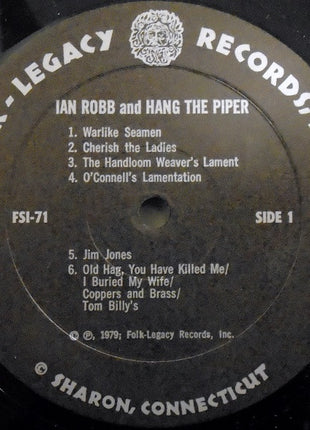 - LEGACY RECORDS/
IAN ROBB and HANG THE PIPER
1. Warlike Seamen
2. Cherish the Ladies
3. The Handloom Weaver's Lament
4. O'Connell's Lamentation
FSI-71
SIDE 1
5. Jim Jones
6. Old Hag, You Have Killed Me/
I Buried My Wife/
Coppers and Brass/
Tom Billy's
© ℗, 1979; Folk-Legacy Records, Inc.
© SHARON, CONNECTICUT